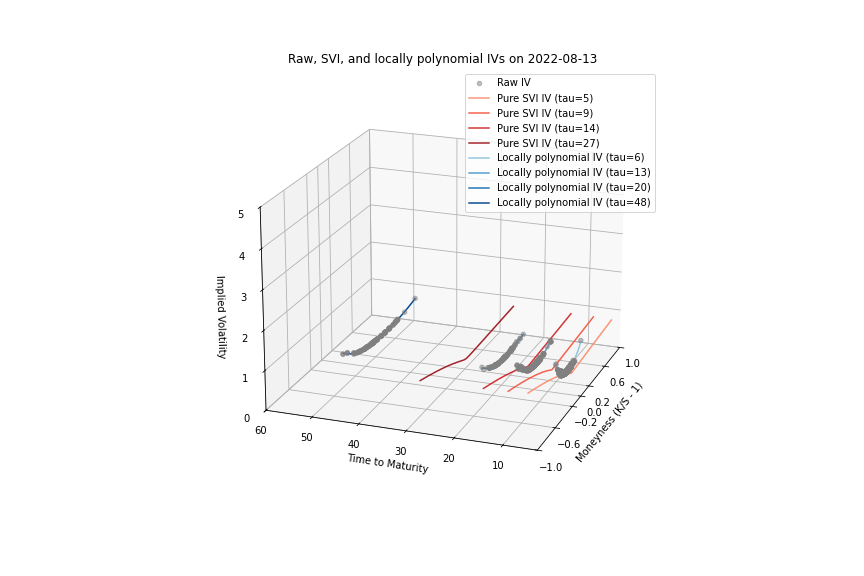 Raw, SVI, and locally polynomial IVs on 2022-08-13
Raw IV
Pure SVI IV (tau=5)
Pure SVI IV (tau=9)
Pure SVI IV (tau=14)
Pure SVI IV (tau=27)
Locally polynomial IV (tau=6)
Locally polynomial IV (tau=13)
Locally polynomial IV (tau=20)
Locally polynomial IV (tau=48)
5
4
3
2
1
0
Implied Volatility
60
50
40
30
20
10
Time to Maturity
−1.0
−0.6
−0.2
0.0
0.2
0.6
1.0
Moneyness (K/S - 1)